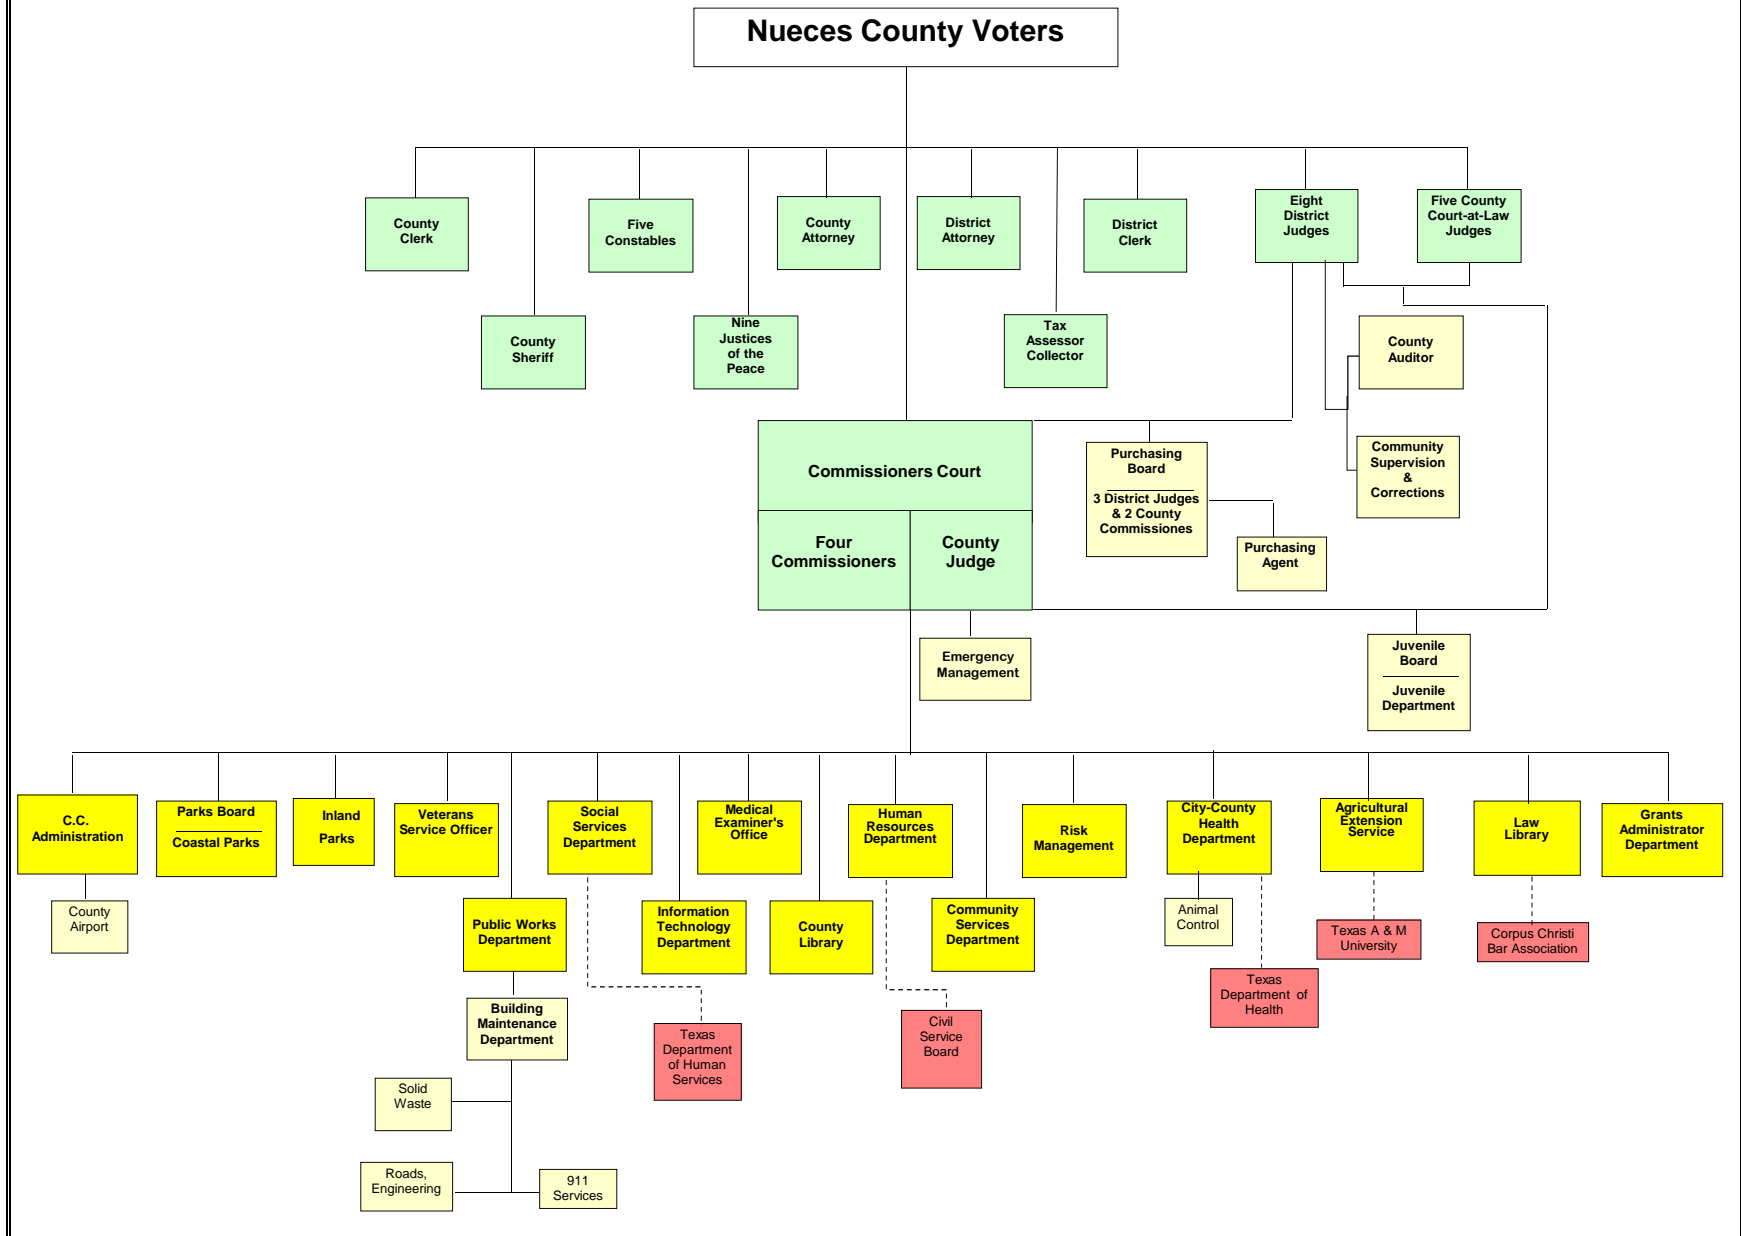 Nueces County Voters
County
Clerk
Five
Constables
County
Attorney
District
Attorney
District
Clerk
Eight
District
Judges
Five County
Court-at-Law
Judges
County
Sheriff
Nine
Justices
of the
Peace
Tax
Assessor
Collector
County
Auditor
Commissioners Court
Four
Commissioners
County
Judge
Purchasing
Board
3 District Judges
& 2 County
Commissiones
Community
Supervision
&
Corrections
Purchasing
Agent
Emergency
Management
Juvenile
Board
Juvenile
Department
C.C.
Administration
Parks Board
Coastal Parks
Inland
Parks
Veterans
Service Officer
Social
Services
Department
Medical
Examiner's
Office
Human
Resources
Department
Risk
Management
City-County
Health
Department
Agricultural
Extension
Service
Law
Library
Grants
Administrator
Department
County
Airport
Public Works
Department
Information
Technology
Department
County
Library
Community
Services
Department
Animal
Control
Texas A & M
University
Corpus Christi
Bar Association
Texas
Department of
Health
Building
Maintenance
Department
Texas
Department
of Human
Services
Civil
Service
Board
Solid
Waste
Roads,
Engineering
911
Services